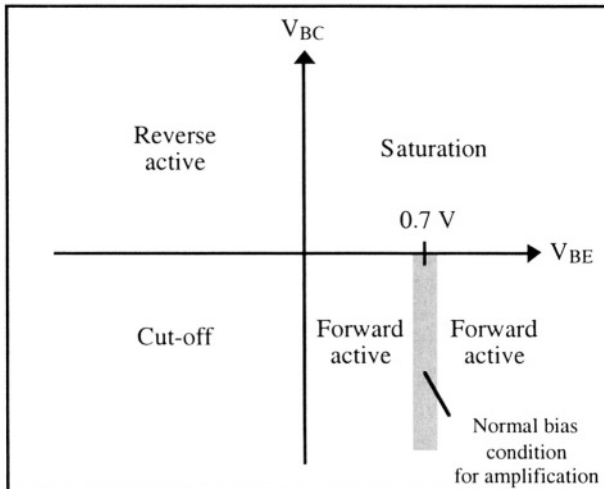 V_BC
Reverse
active
Saturation
0.7 V
V_BE
Cut-off
Forward
active
Forward
active
Normal bias
condition
for amplification